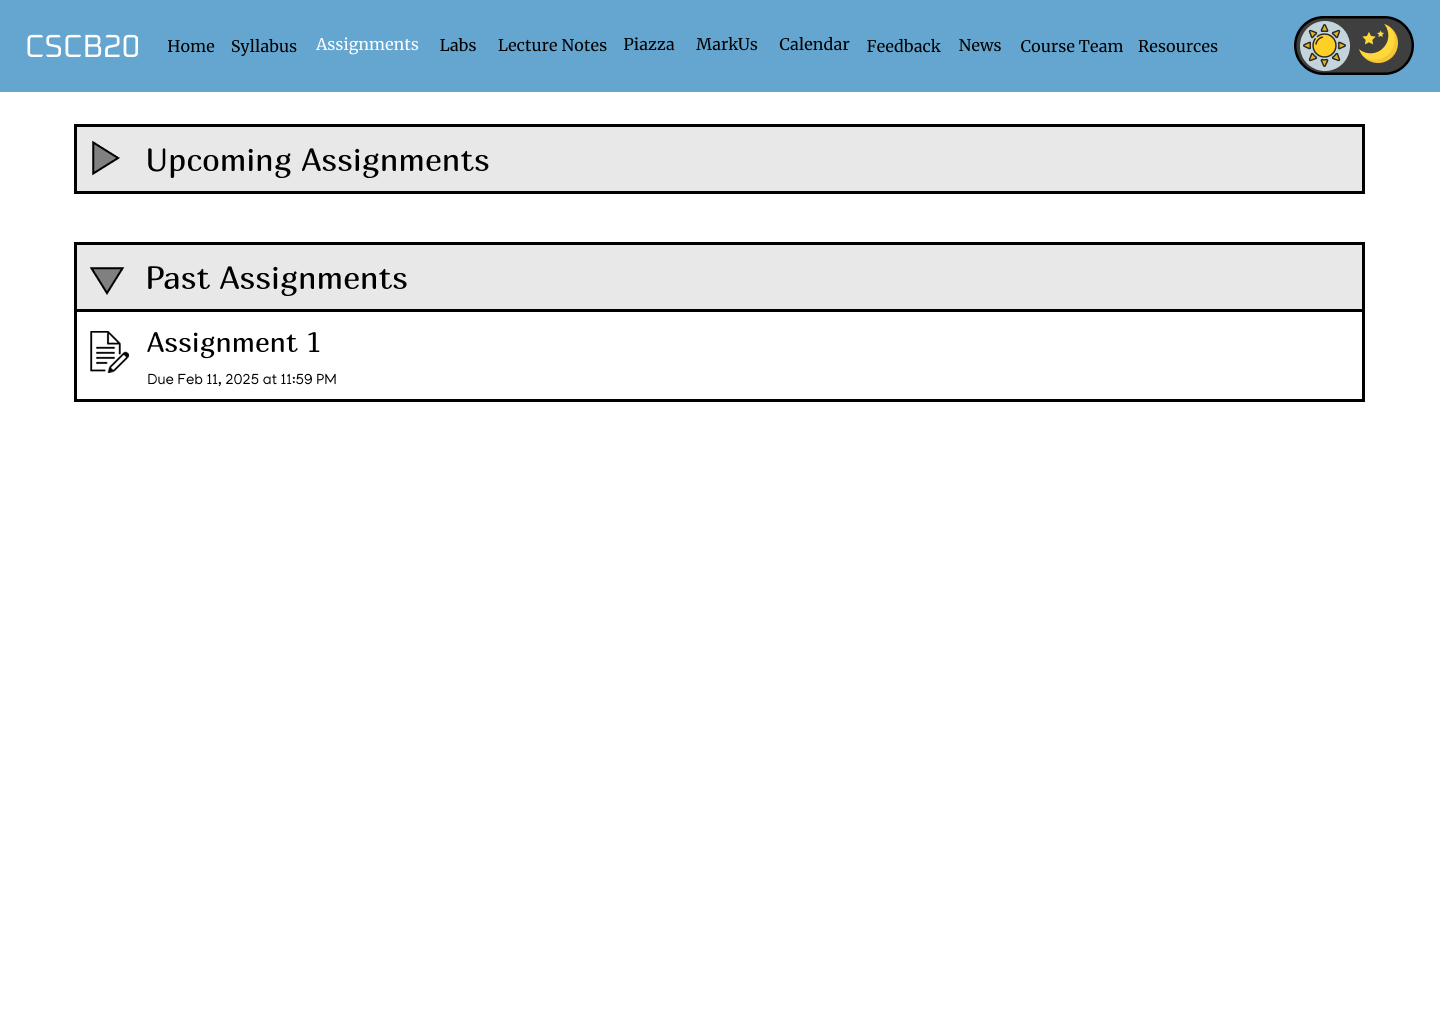 CSCB20 Home Syllabus Assignments Labs Lecture Notes Piazza MarkUs Calendar Feedback News Course Team Resources
Upcoming Assignments
Past Assignments
Assignment 1
Due Feb 11, 2025 at 11:59 PM